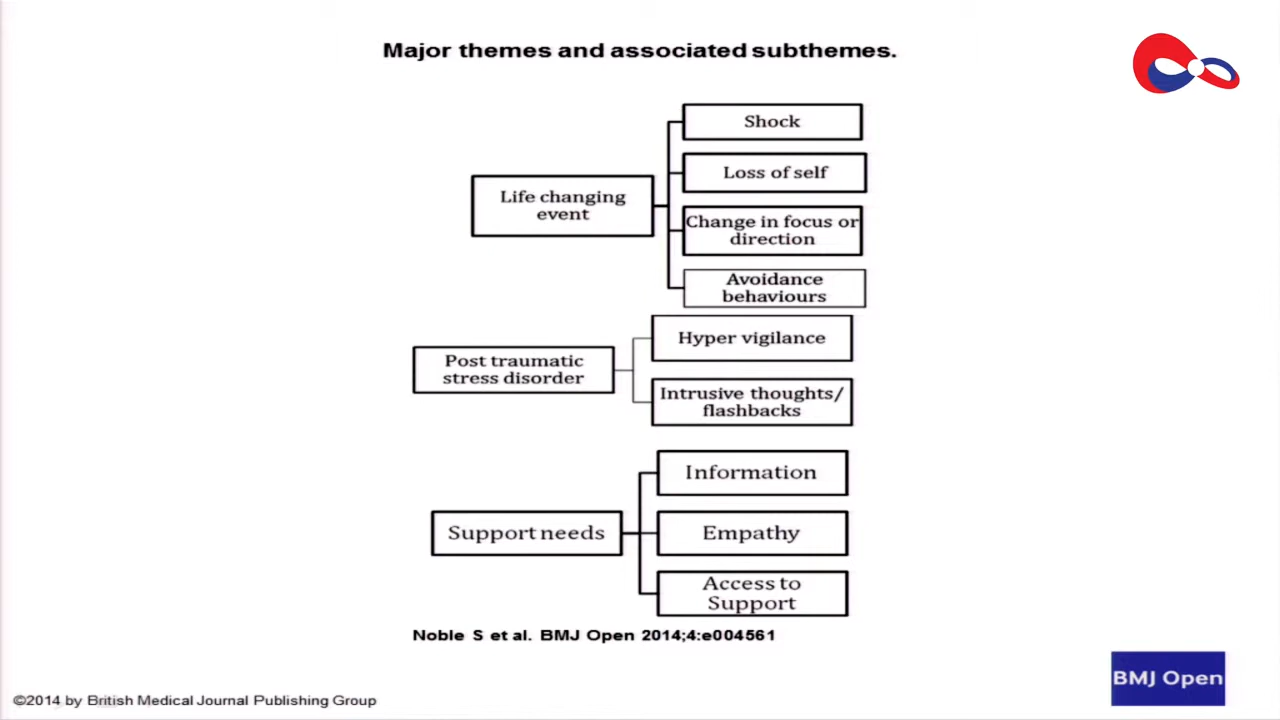 Major themes and associated subthemes.
Life changing
event
Shock
Loss of self
Change in focus or
direction
Avoidance
behaviours
Post traumatic
stress disorder
Hyper vigilance
Intrusive thoughts/
flashbacks
Support needs
Information
Empathy
Access to
Support
Noble S et al. BMJ Open 2014;4:e004561
©2014 by British Medical Journal Publishing Group
BMJ Open